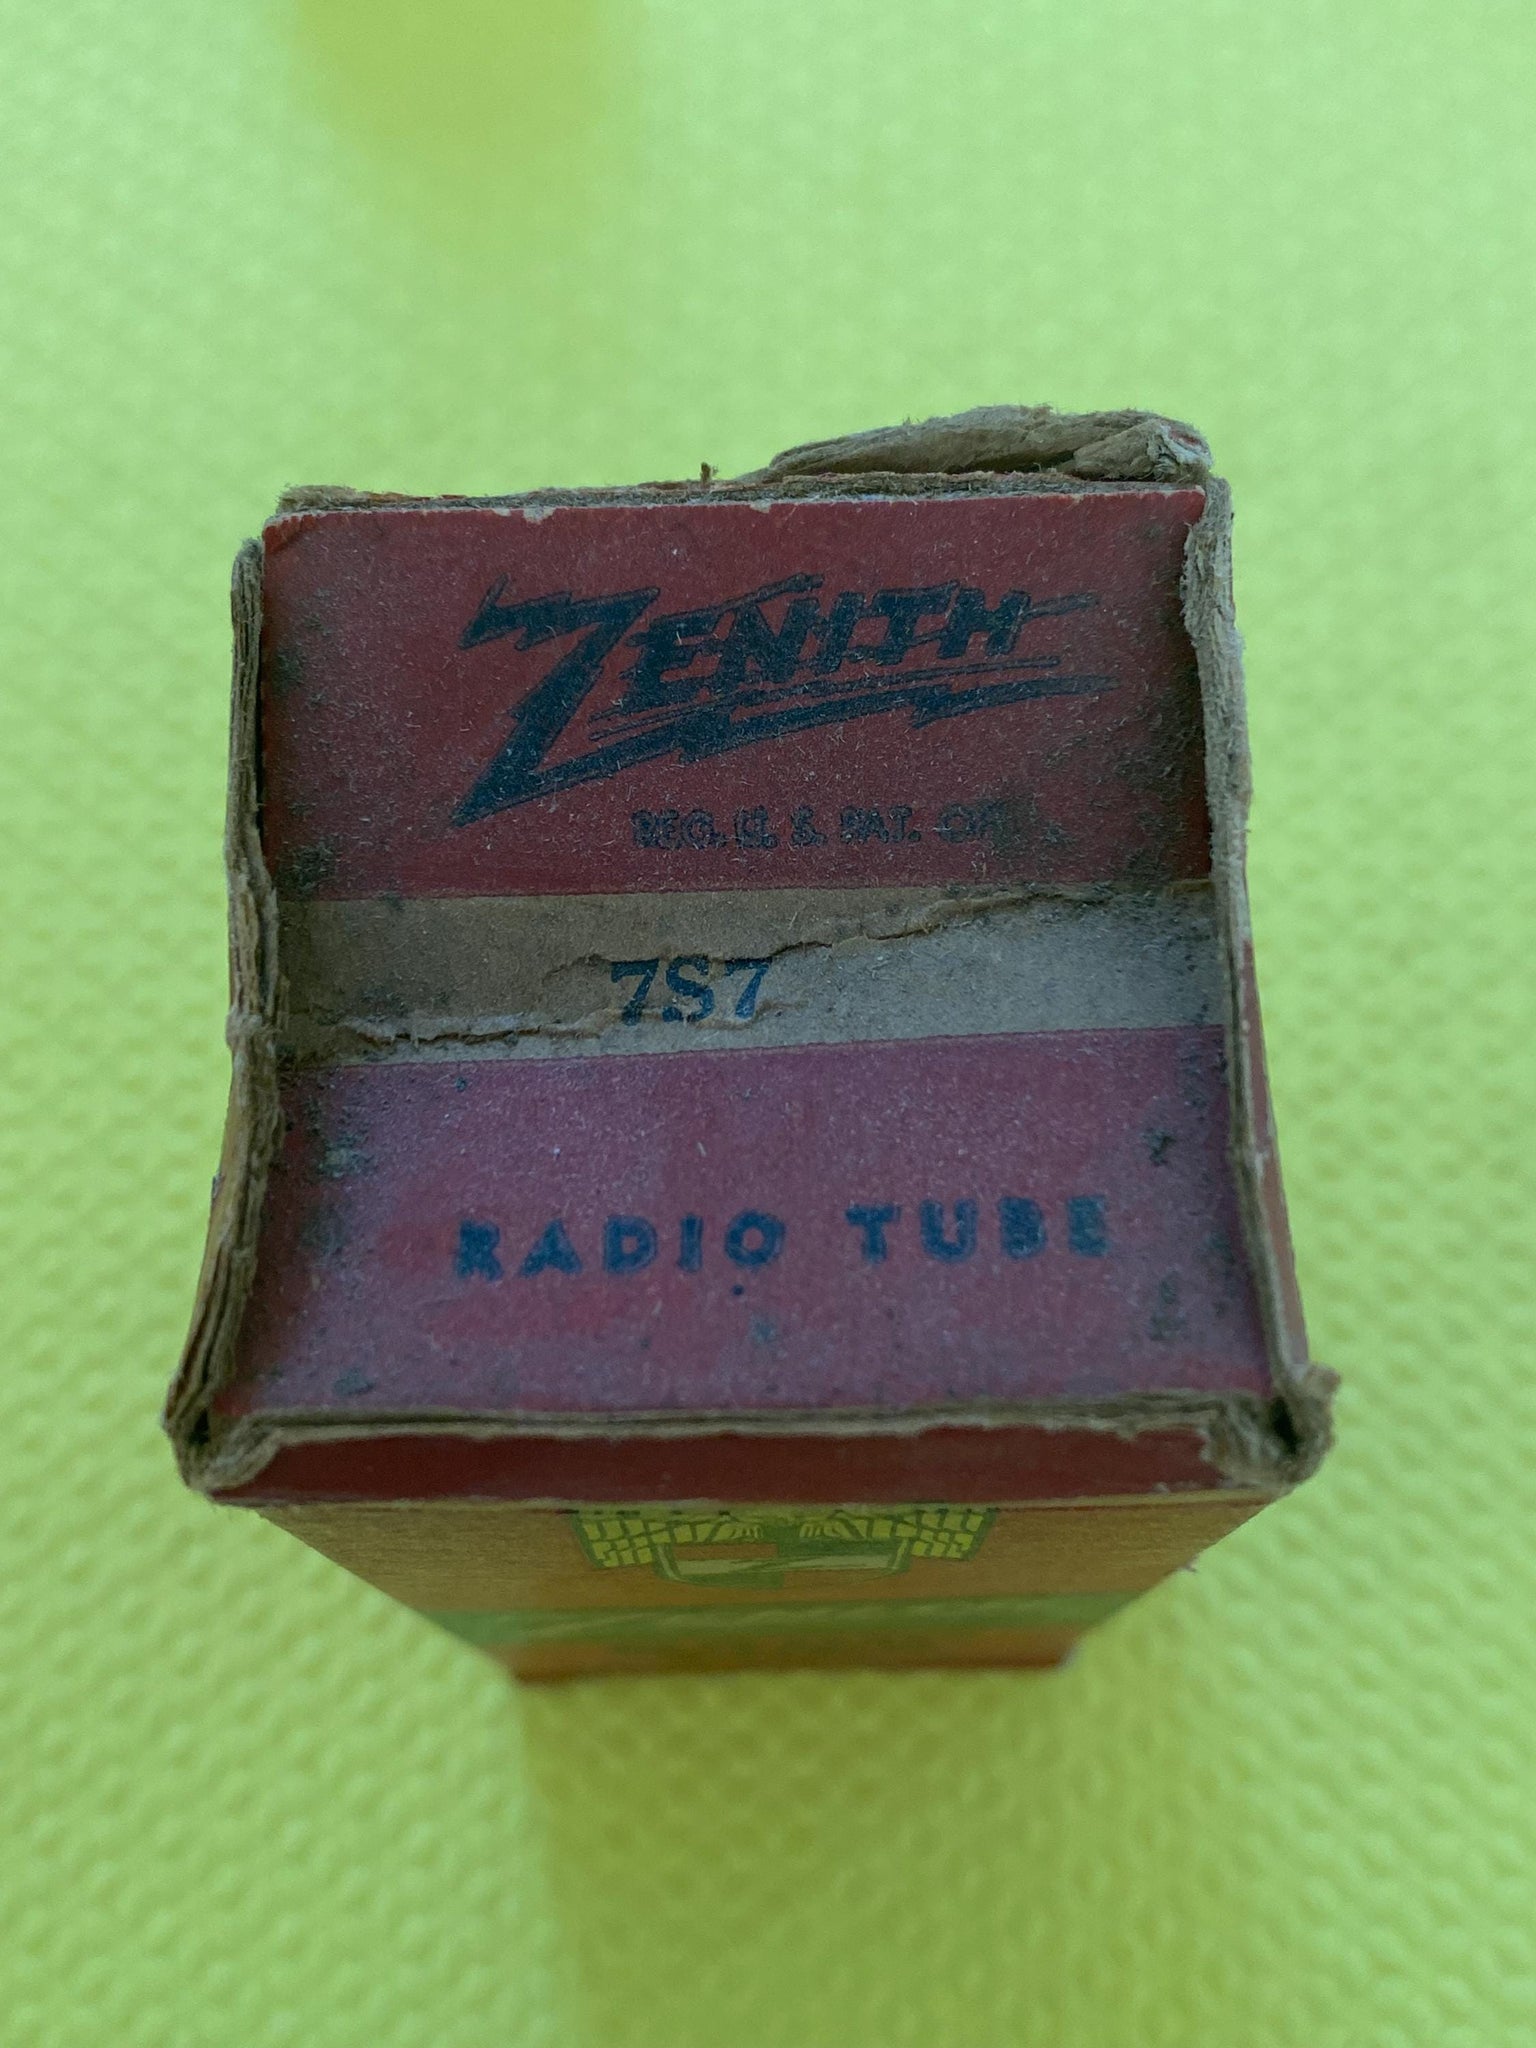 ZENITH
REG. U. S. PAT. OFF.
7S7
RADIO TUBE